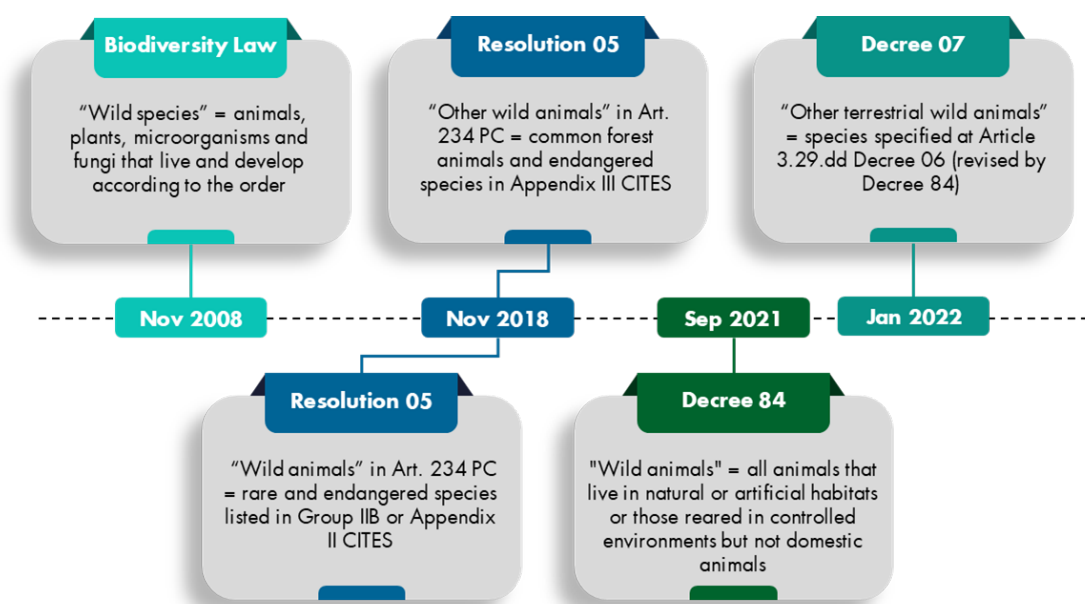 Biodiversity Law
“Wild species” = animals,
plants, microorganisms and
fungi that live and develop
according to the order
Resolution 05
“Other wild animals” in Art.
234 PC = common forest
animals and endangered
species in Appendix III CITES
Decree 07
“Other terrestrial wild animals”
= species specified at Article
3.29.dd Decree 06 (revised by
Decree 84)
Nov 2008
Nov 2018
Sep 2021
Jan 2022
Resolution 05
“Wild animals” in Art. 234 PC
= rare and endangered species
listed in Group IIB or Appendix
II CITES
Decree 84
"Wild animals" = all animals that
live in natural or artificial habitats
or those reared in controlled
environments but not domestic
animals